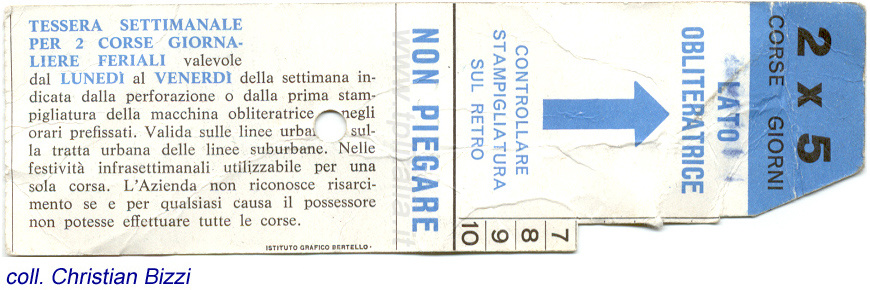 TESSERA SETTIMANALE
PER 2 CORSE GIORNA-
LIERE FERIALI valevole
dal LUNEDÌ al VENERDÌ della settimana in-
dicata dalla perforazione o dalla prima stam-
pigliatura della macchina obliteratrice negli
orari prefissati. Valida sulle linee urba sul-
la tratta urbana delle linee suburbane. Nelle
festività infrasettimanali utilizzabile per una
sola corsa. L'Azienda non riconosce risarci-
mento se e per qualsiasi causa il possessore
non potesse effettuare tutte le corse.
ISTITUTO GRAFICO BERTELLO
NON PIEGARE
CONTROLLARE
STAMPIGLIATURA
SUL RETRO
LATO
OBLITERATRICE
2 x 5
CORSE GIORNI
7
8
9
10
coll. Christian Bizzi